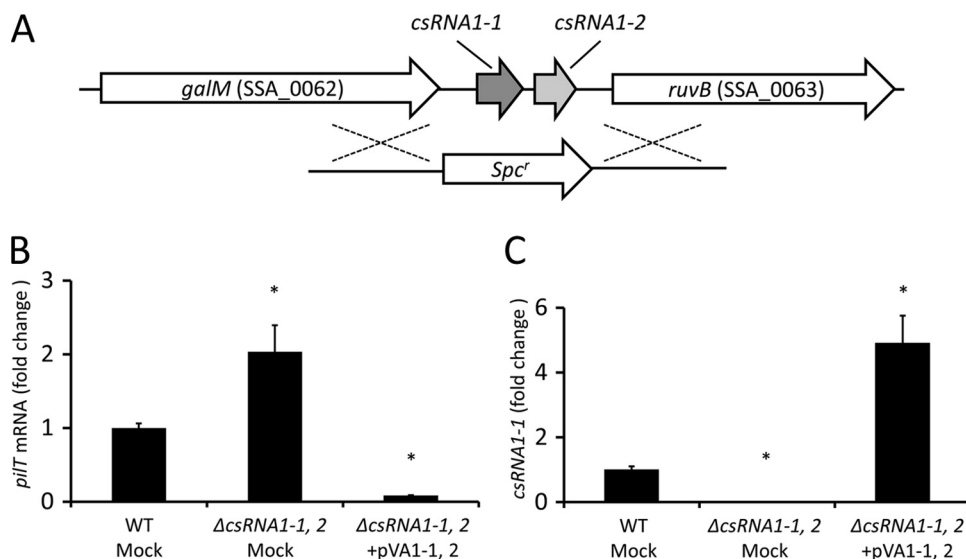 A
csRNA1-1
csRNA1-2
galM (SSA_0062)
ruvB (SSA_0063)
Spcʳ
B
pilT mRNA (fold change )
3
2
1
0
*
*
WT
Mock
ΔcsRNA1-1, 2
Mock
ΔcsRNA1-1, 2
+pVA1-1, 2
C
csRNA1-1 (fold change )
6
4
2
0
*
*
WT
Mock
ΔcsRNA1-1, 2
Mock
ΔcsRNA1-1, 2
+pVA1-1, 2